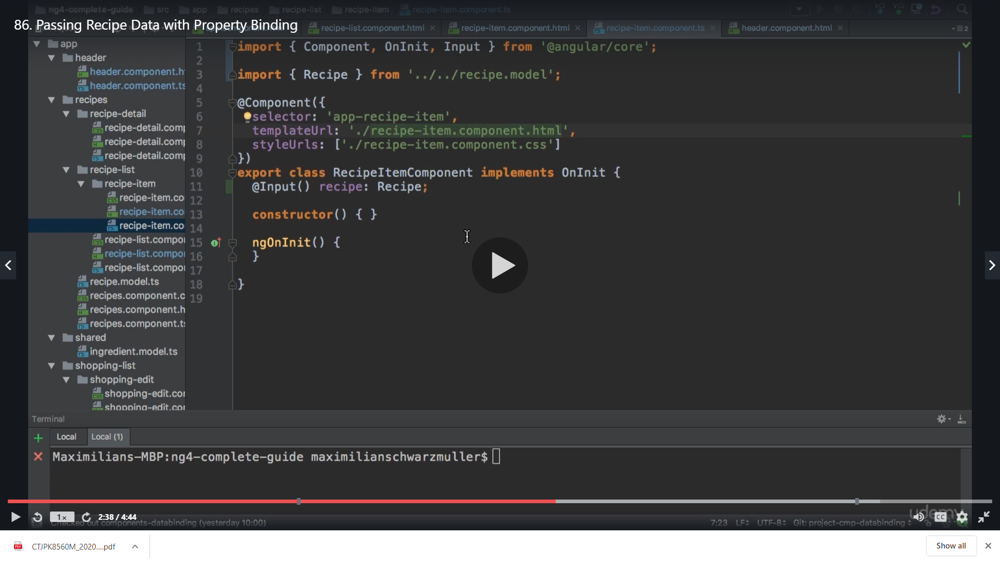 ng4-complete-guide src app recipes recipe-list recipe-item recipe-item.component.ts
86. Passing Recipe Data with Property Binding
recipe-list.component.html recipe-item.component.html recipe-item.component.ts header.component.html 2
app
header
header.component.h
header.component.ts
recipes
recipe-detail
recipe-detail.comp
recipe-detail.comp
recipe-detail.comp
recipe-list
recipe-item
recipe-item.co
recipe-item.co
recipe-item.co
recipe-list.compo
recipe-list.compo
recipe-list.compo
recipe.model.ts
recipes.component.c
recipes.component.h
recipes.component.ts
shared
ingredient.model.ts
shopping-list
shopping-edit
shopping-edit.cor
shopping-edit.cor
1 import { Component, OnInit, Input } from '@angular/core';
2
3 import { Recipe } from '../../recipe.model';
4
5 @Component({
6 selector: 'app-recipe-item',
7 templateUrl: './recipe-item.component.html',
8 styleUrls: ['./recipe-item.component.css']
9 })
10 export class RecipeItemComponent implements OnInit {
11 @Input() recipe: Recipe;
12
13 constructor() { }
14
15 ngOnInit() {
16 }
17
18 }
19
Terminal
Local Local (1)
Maximilians-MBP:ng4-complete-guide maximilianschwarzmuller$
udemy
1x 2:38 / 4:44 CC
Checked out components-databinding (yesterday 10:00) 7:23 LF UTF-8 Git: project-cmp-databinding
CTJPK8560M_2020....pdf Show all